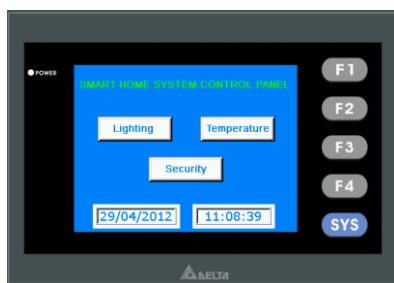 POWER
SMART HOME SYSTEM CONTROL PANEL
Lighting
Temperature
Security
29/04/2012
11:08:39
F1
F2
F3
F4
SYS
DELTA